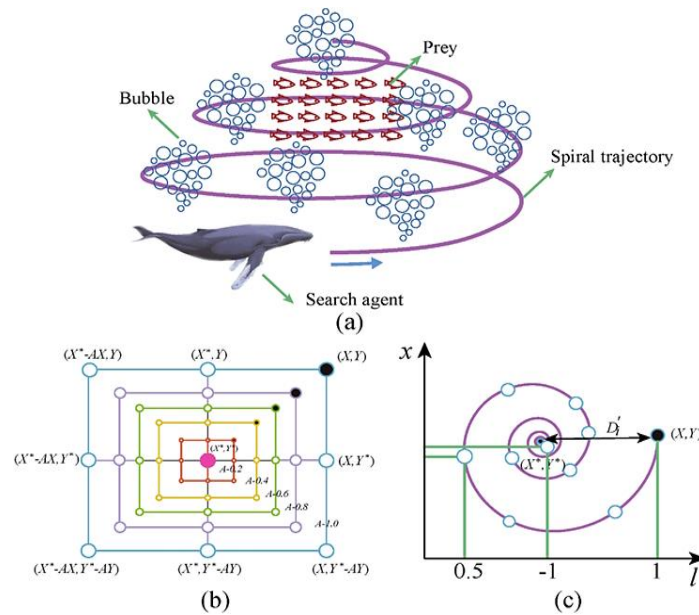 Prey
Bubble
Spiral trajectory
Search agent
(a)
(X*-AX,Y)
(X*,Y)
(X,Y)
(X*-AX,Y*)
(X*,Y*)
(X,Y*)
A-0.2
A-0.4
A-0.6
A-0.8
A-1.0
(X*-AX,Y*-AY)
(X*,Y*-AY)
(X,Y*-AY)
(b)
x
D'1
(X,Y)
(X*,Y*)
0.5
-1
1
l
(c)